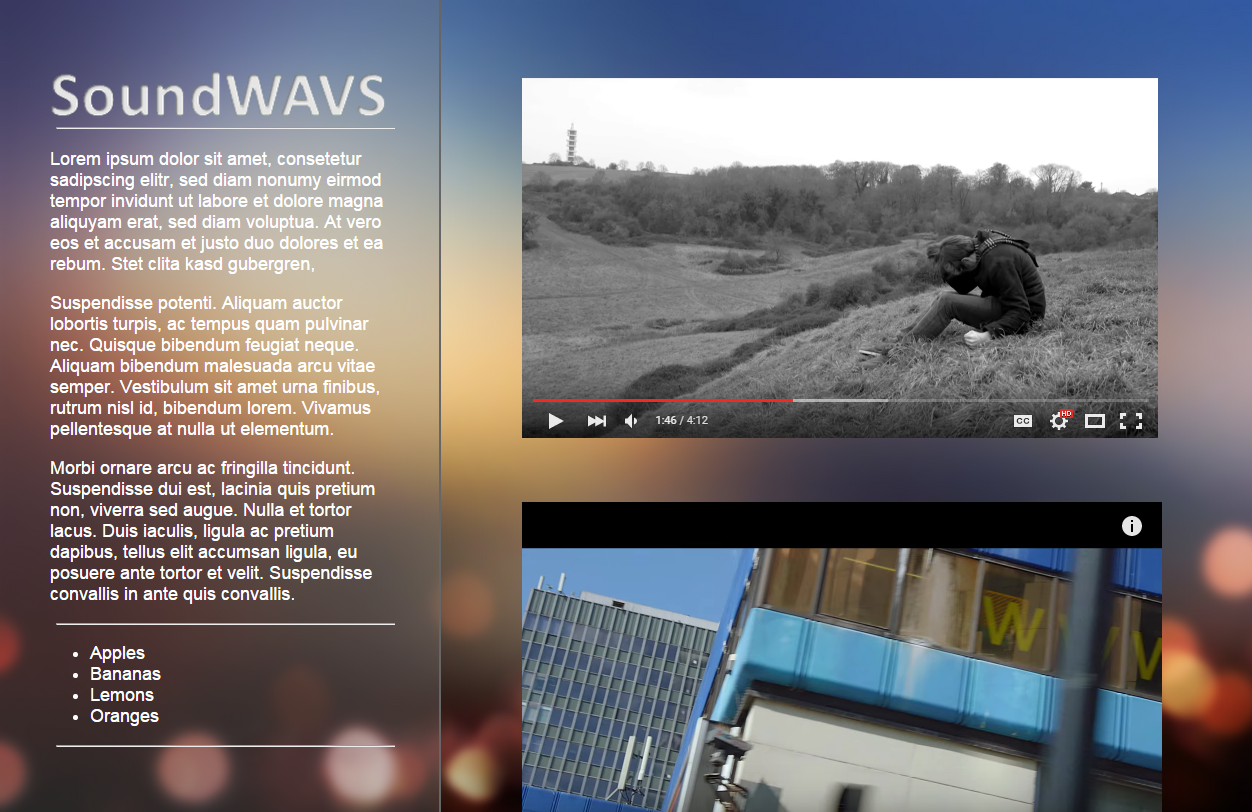 SoundWAVS
Lorem ipsum dolor sit amet, consetetur
sadipscing elitr, sed diam nonumy eirmod
tempor invidunt ut labore et dolore magna
aliquyam erat, sed diam voluptua. At vero
eos et accusam et justo duo dolores et ea
rebum. Stet clita kasd gubergren,
Suspendisse potenti. Aliquam auctor
lobortis turpis, ac tempus quam pulvinar
nec. Quisque bibendum feugiat neque.
Aliquam bibendum malesuada arcu vitae
semper. Vestibulum sit amet urna finibus,
rutrum nisl id, bibendum lorem. Vivamus
pellentesque at nulla ut elementum.
Morbi ornare arcu ac fringilla tincidunt.
Suspendisse dui est, lacinia quis pretium
non, viverra sed augue. Nulla et tortor
lacus. Duis iaculis, ligula ac pretium
dapibus, tellus elit accumsan ligula, eu
posuere ante tortor et velit. Suspendisse
convallis in ante quis convallis.
Apples
Bananas
Lemons
Oranges
1:46 / 4:12
CC
HD
i
W V V